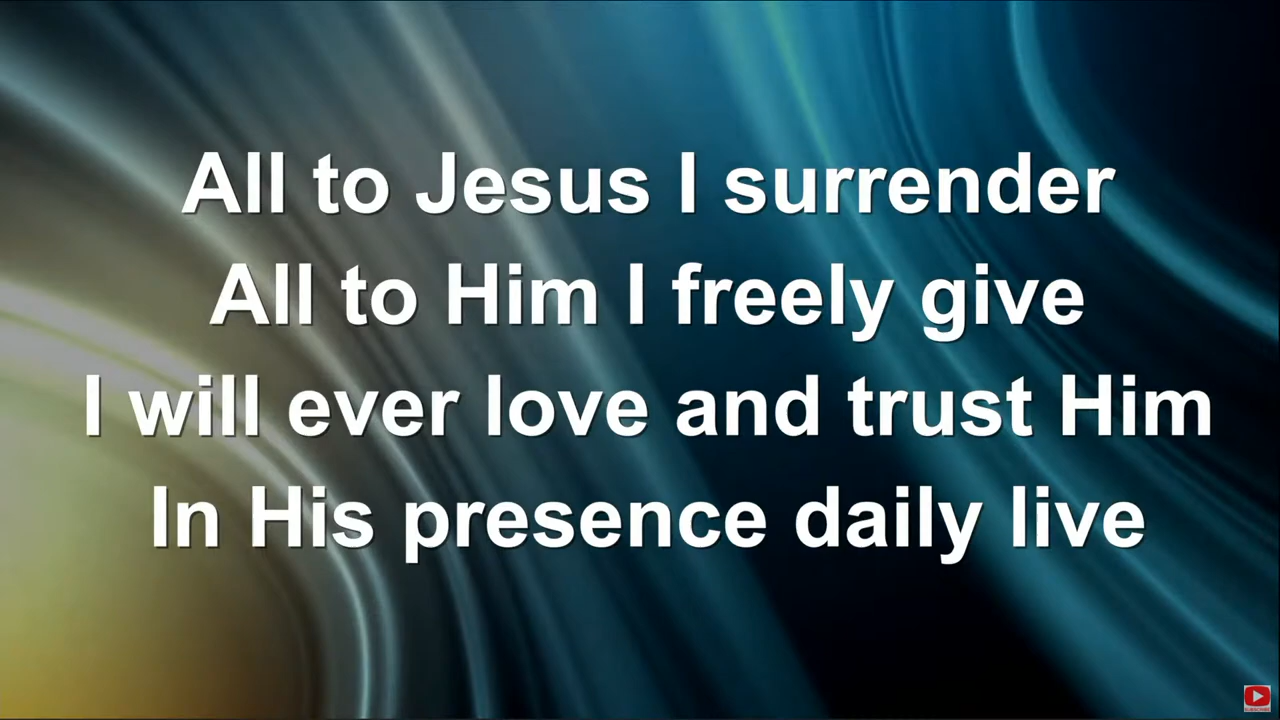 All to Jesus I surrender
All to Him I freely give
I will ever love and trust Him
In His presence daily live
SUBSCRIBE